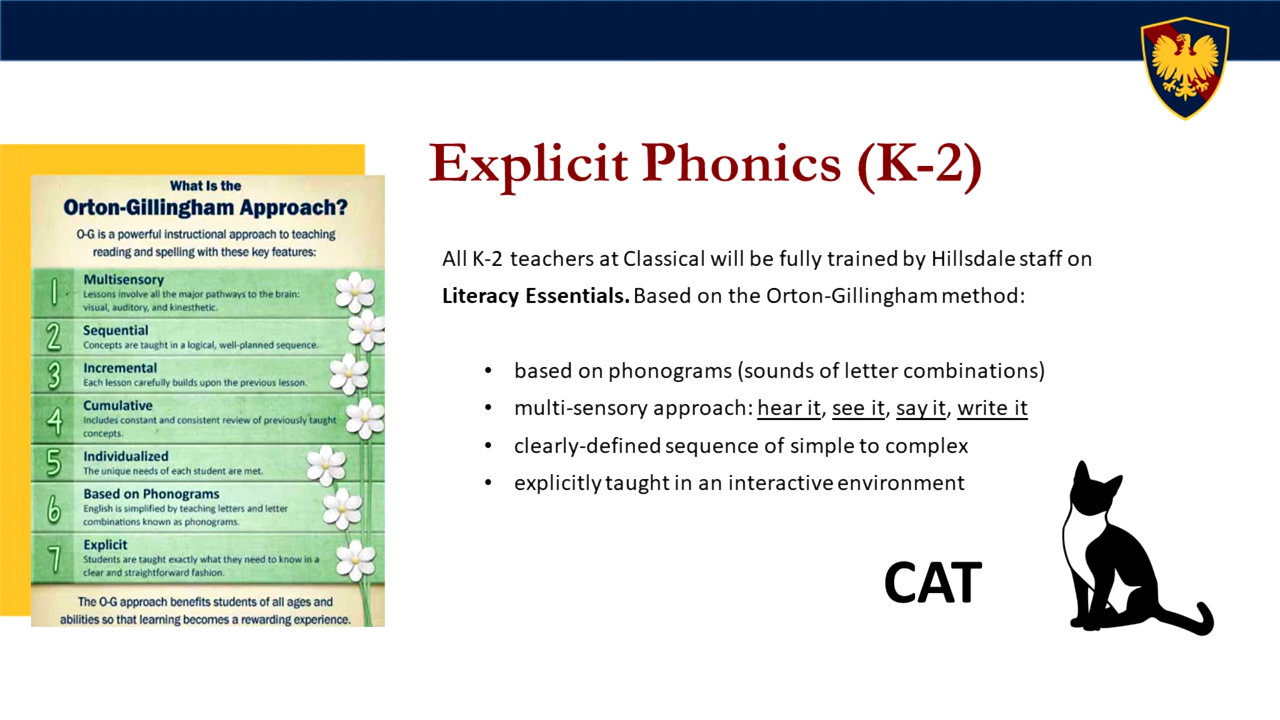 Explicit Phonics (K-2)
What Is the
Orton-Gillingham Approach?
O-G is a powerful instructional approach to teaching
reading and spelling with these key features:
1 Multisensory
Lessons involve all the major pathways to the brain:
visual, auditory, and kinesthetic.
2 Sequential
Concepts are taught in a logical, well-planned sequence.
3 Incremental
Each lesson carefully builds upon the previous lesson.
4 Cumulative
Includes constant and consistent review of previously taught
concepts.
5 Individualized
The unique needs of each student are met.
6 Based on Phonograms
English is simplified by teaching letters and letter
combinations known as phonograms.
7 Explicit
Students are taught exactly what they need to know in a
clear and straightforward fashion.
The O-G approach benefits students of all ages and
abilities so that learning becomes a rewarding experience.
All K-2 teachers at Classical will be fully trained by Hillsdale staff on
Literacy Essentials. Based on the Orton-Gillingham method:
• based on phonograms (sounds of letter combinations)
• multi-sensory approach: hear it, see it, say it, write it
• clearly-defined sequence of simple to complex
• explicitly taught in an interactive environment
CAT